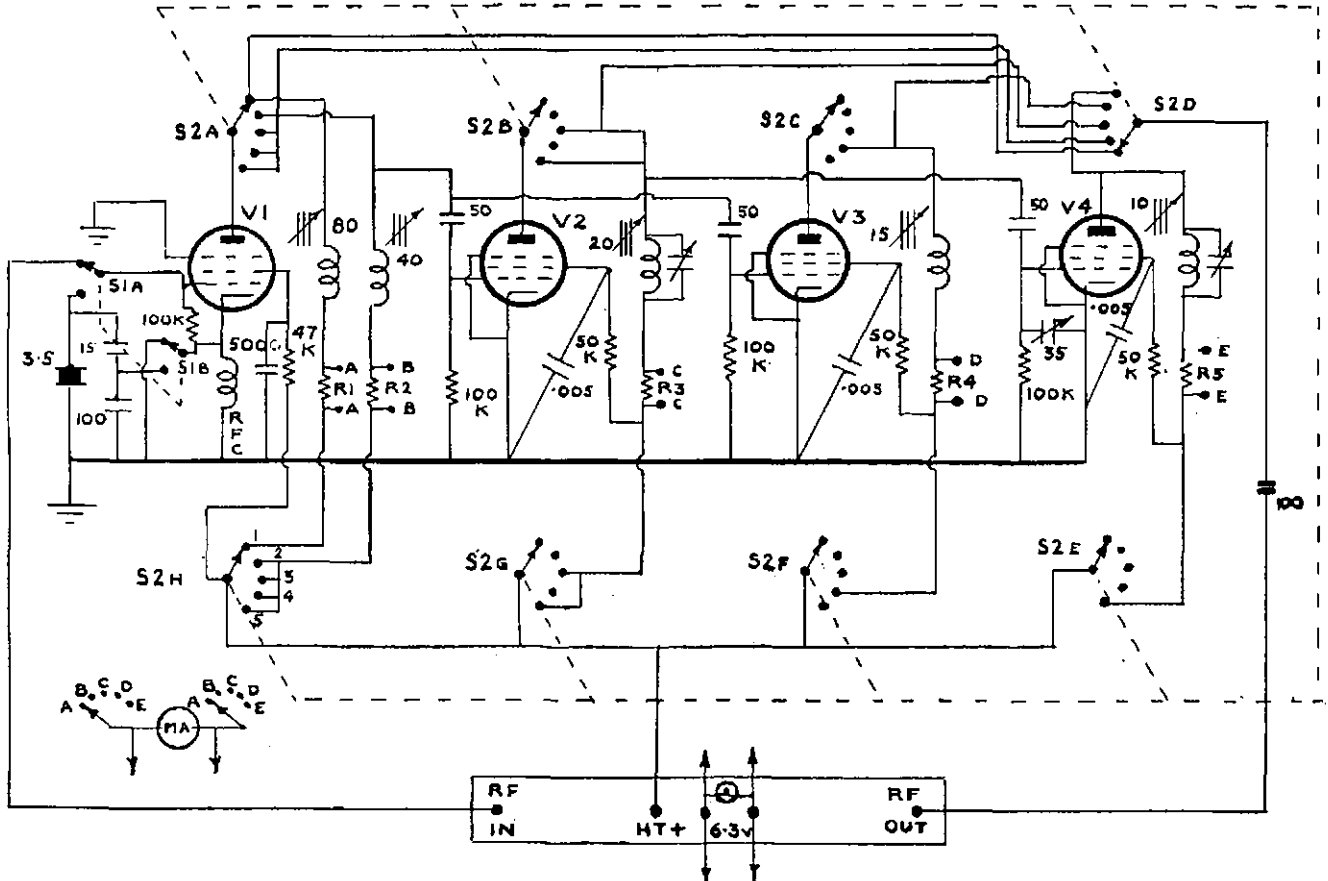 S2A
S2B
S2C
S2D
V1
80
40
50
V2
20
50
V3
15
50
V4
10
S1A
100K
S1B
15
3.5
100
RFC
47
K
A
R1
A
B
R2
B
100
K
.005
50
K
C
R3
C
100
K
.005
50
K
D
R4
D
35
100K
.005
50
K
E
R5
E
100
S2H
1
2
3
4
5
S2G
S2F
S2E
A
B
C
D
E
A
B
C
D
E
MA
RF
IN
HT+
6.3v
RF
OUT